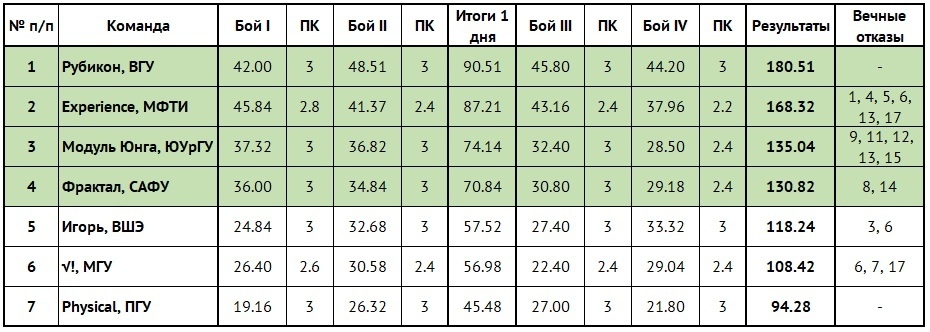 № п/п Команда Бой I ПК Бой II ПК Итоги 1 дня Бой III ПК Бой IV ПК Результаты Вечные отказы
1 Рубикон, ВГУ 42.00 3 48.51 3 90.51 45.80 3 44.20 3 180.51 -
2 Experience, МФТИ 45.84 2.8 41.37 2.4 87.21 43.16 2.4 37.96 2.2 168.32 1, 4, 5, 6, 13, 17
3 Модуль Юнга, ЮУрГУ 37.32 3 36.82 3 74.14 32.40 3 28.50 2.4 135.04 9, 11, 12, 13, 15
4 Фрактал, САФУ 36.00 3 34.84 3 70.84 30.80 3 29.18 2.4 130.82 8, 14
5 Игорь, ВШЭ 24.84 3 32.68 3 57.52 27.40 3 33.32 3 118.24 3, 6
6 √!, МГУ 26.40 2.6 30.58 2.4 56.98 22.40 2.4 29.04 2.4 108.42 6, 7, 17
7 Physical, ПГУ 19.16 3 26.32 3 45.48 27.00 3 21.80 3 94.28 -